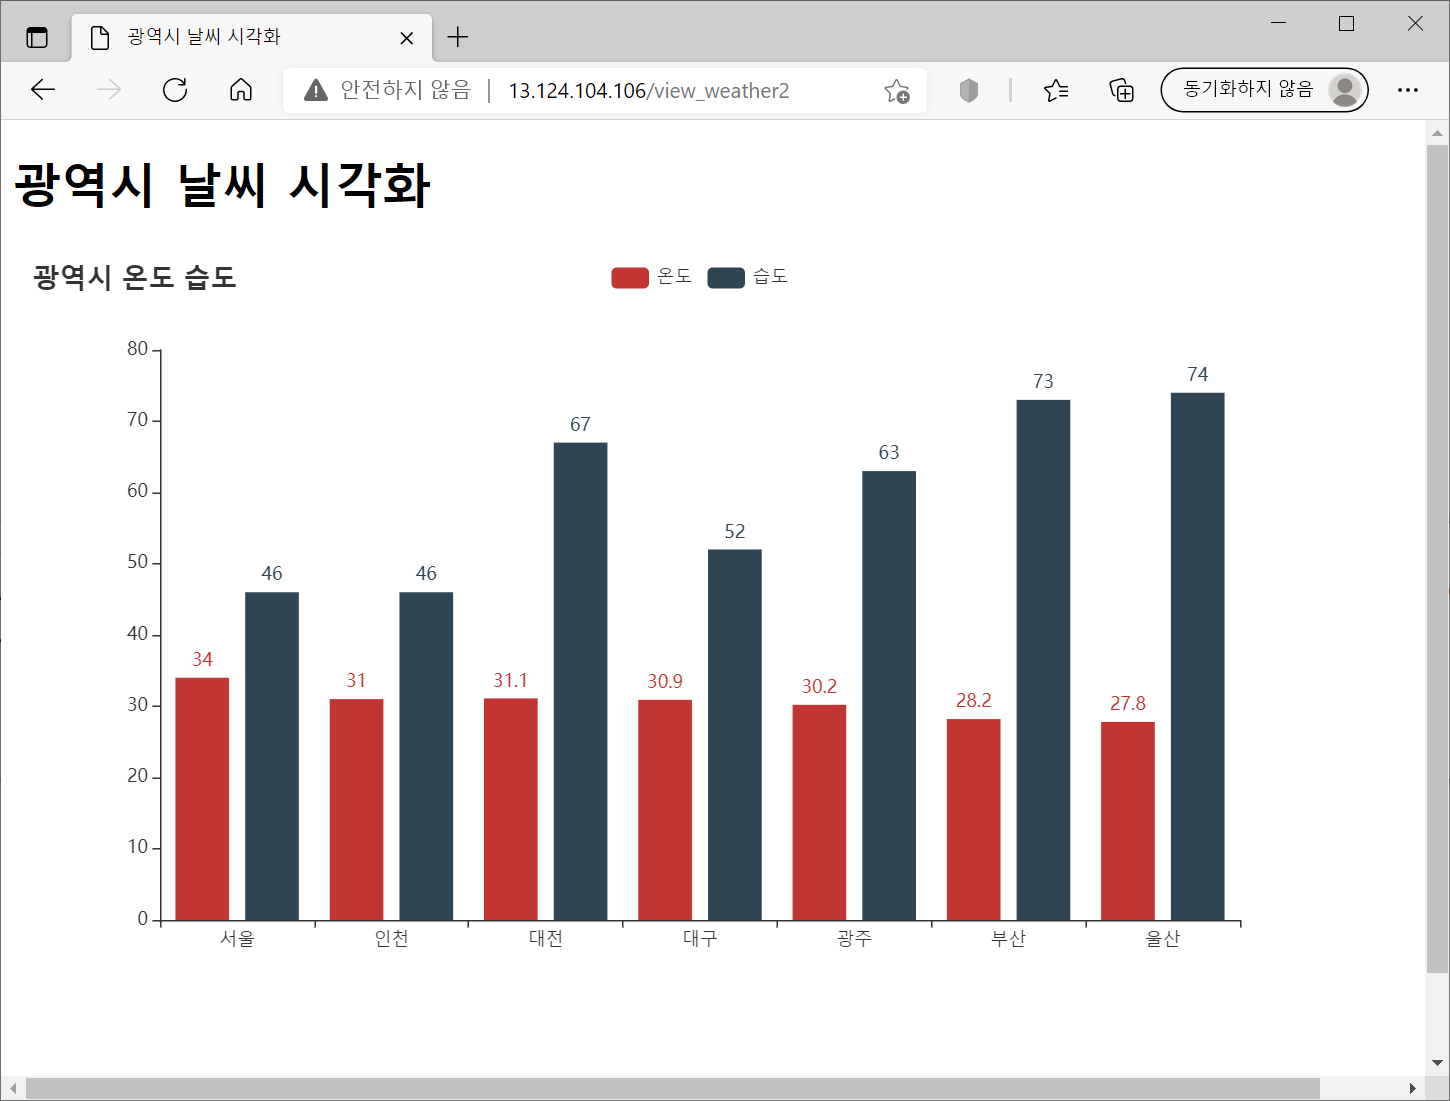 광역시 날씨 시각화
안전하지 않음 | 13.124.104.106/view_weather2
동기화하지 않음
광역시 날씨 시각화
광역시 온도 습도
온도 습도
80
70
60
50
40
30
20
10
0
34 46 31 46 31.1 67 30.9 52 30.2 63 28.2 73 27.8 74
서울 인천 대전 대구 광주 부산 울산